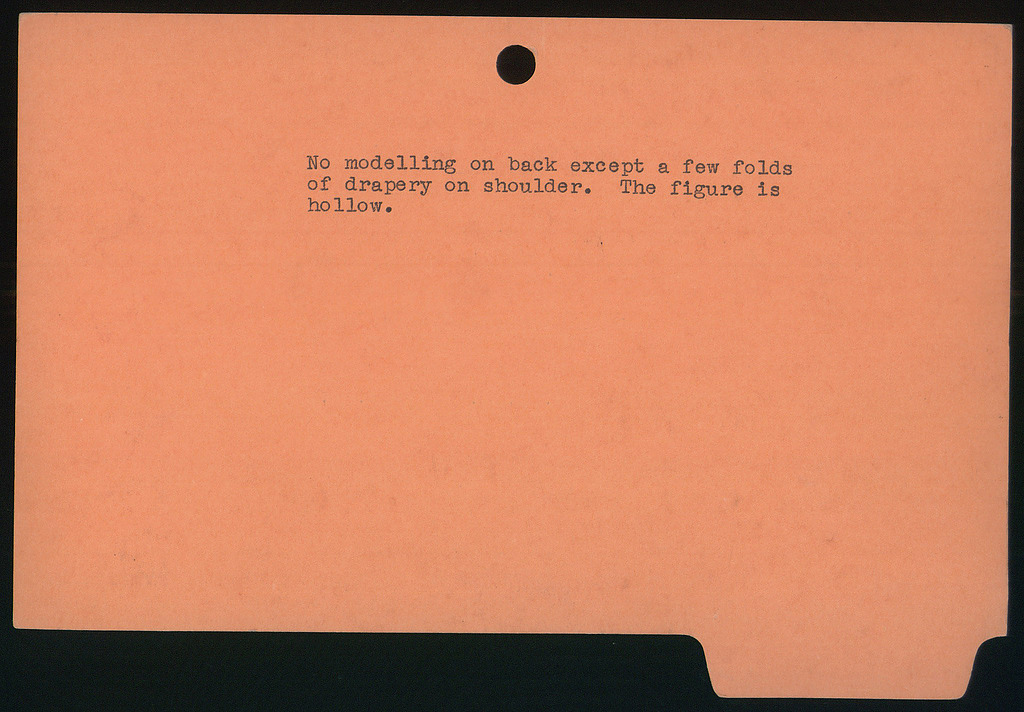 No modelling on back except a few folds
of drapery on shoulder.  The figure is
hollow.